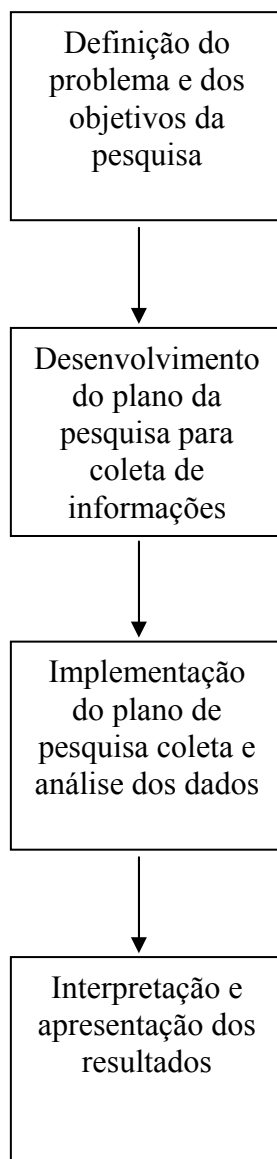 Definição do
problema e dos
objetivos da
pesquisa
Desenvolvimento
do plano da
pesquisa para
coleta de
informações
Implementação
do plano de
pesquisa coleta e
análise dos dados
Interpretação e
apresentação dos
resultados